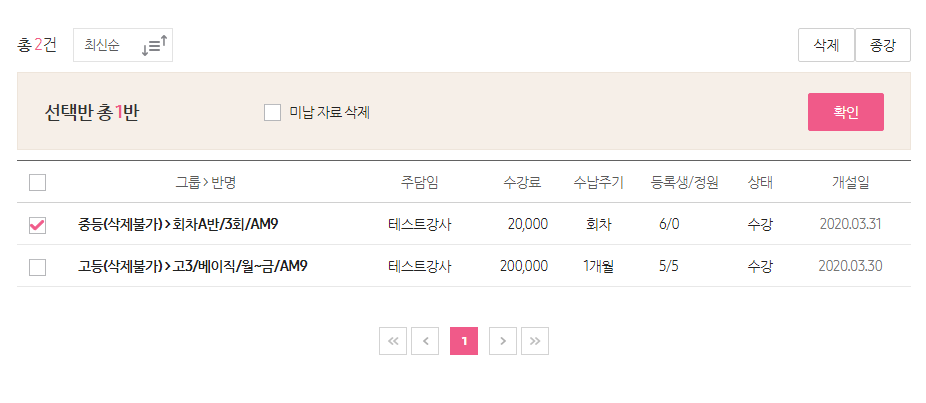 총 2건 최신순 삭제 종강
선택반 총 1반 미납 자료 삭제 확인
그룹 > 반명 주담임 수강료 수납주기 등록생/정원 상태 개설일
중등(삭제불가) > 회차A반/3회/AM9 테스트강사 20,000 회차 6/0 수강 2020.03.31
고등(삭제불가) > 고3/베이직/월~금/AM9 테스트강사 200,000 1개월 5/5 수강 2020.03.30
« < 1 > »